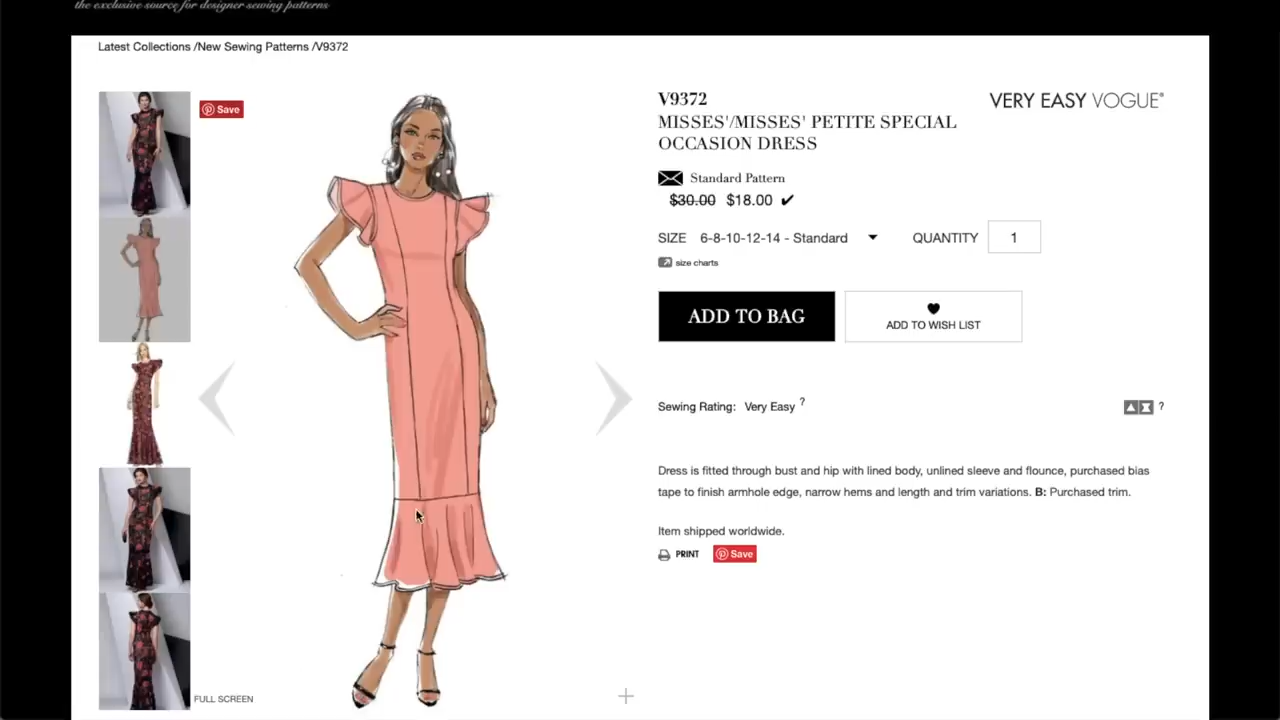 the exclusive source for designer sewing patterns
Latest Collections /New Sewing Patterns /V9372
Save
V9372
VERY EASY VOGUE®
MISSES'/MISSES' PETITE SPECIAL
OCCASION DRESS
Standard Pattern
$30.00 $18.00 ✔
SIZE 6-8-10-12-14 - Standard QUANTITY 1
size charts
ADD TO BAG
ADD TO WISH LIST
Sewing Rating: Very Easy ?
?
Dress is fitted through bust and hip with lined body, unlined sleeve and flounce, purchased bias
tape to finish armhole edge, narrow hems and length and trim variations. B: Purchased trim.
Item shipped worldwide.
PRINT Save
FULL SCREEN